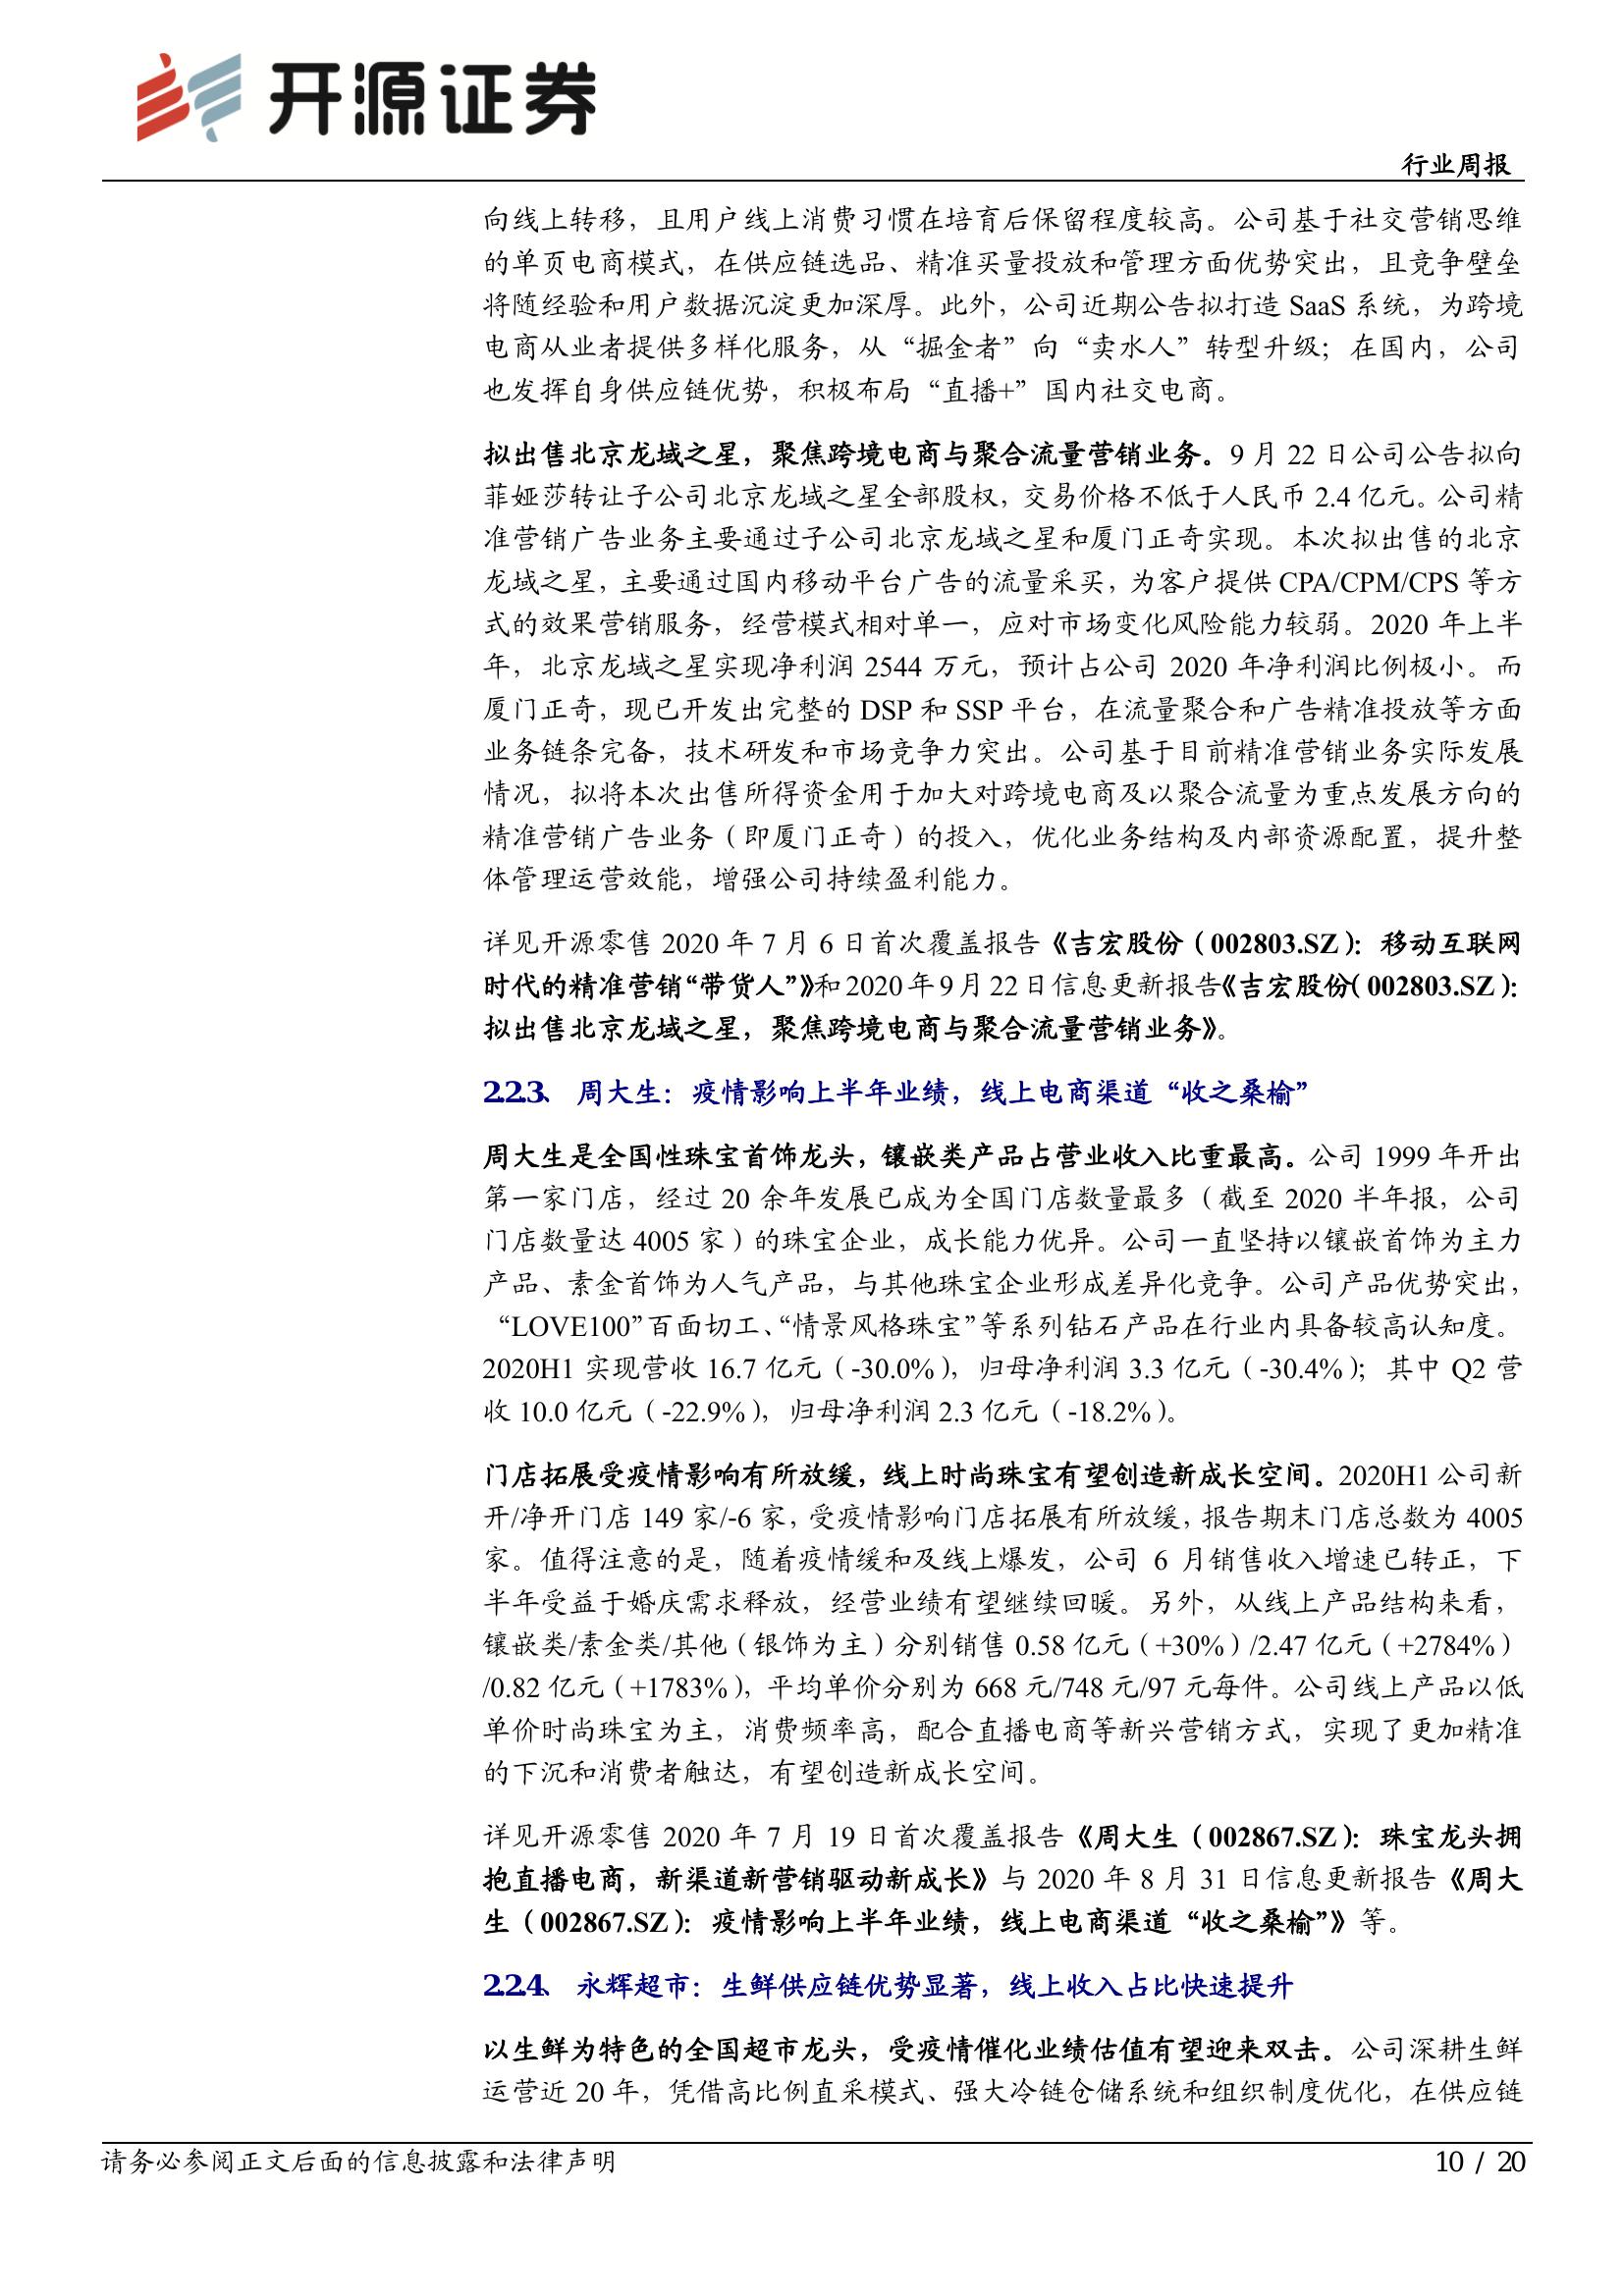 开源证券
行业周报
向线上转移，且用户线上消费习惯在培育后保留程度较高。公司基于社交营销思维
的单页电商模式，在供应链选品、精准买量投放和管理方面优势突出，且竞争壁垒
将随经验和用户数据沉淀更加深厚。此外，公司近期公告拟打造 SaaS 系统，为跨境
电商从业者提供多样化服务，从“掘金者”向“卖水人”转型升级；在国内，公司
也发挥自身供应链优势，积极布局“直播+”国内社交电商。
拟出售北京龙域之星，聚焦跨境电商与聚合流量营销业务。9 月 22 日公司公告拟向
菲娅莎转让子公司北京龙域之星全部股权，交易价格不低于人民币 2.4 亿元。公司精
准营销广告业务主要通过子公司北京龙域之星和厦门正奇实现。本次拟出售的北京
龙域之星，主要通过国内移动平台广告的流量采买，为客户提供 CPA/CPM/CPS 等方
式的效果营销服务，经营模式相对单一，应对市场变化风险能力较弱。2020 年上半
年，北京龙域之星实现净利润 2544 万元，预计占公司 2020 年净利润比例极小。而
厦门正奇，现已开发出完整的 DSP 和 SSP 平台，在流量聚合和广告精准投放等方面
业务链条完备，技术研发和市场竞争力突出。公司基于目前精准营销业务实际发展
情况，拟将本次出售所得资金用于加大对跨境电商及以聚合流量为重点发展方向的
精准营销广告业务（即厦门正奇）的投入，优化业务结构及内部资源配置，提升整
体管理运营效能，增强公司持续盈利能力。
详见开源零售 2020 年 7 月 6 日首次覆盖报告《吉宏股份（002803.SZ）：移动互联网
时代的精准营销“带货人”》和 2020 年 9 月 22 日信息更新报告《吉宏股份（002803.SZ）：
拟出售北京龙域之星，聚焦跨境电商与聚合流量营销业务》。
2.2.3、 周大生：疫情影响上半年业绩，线上电商渠道“收之桑榆”
周大生是全国性珠宝首饰龙头，镶嵌类产品占营业收入比重最高。公司 1999 年开出
第一家门店，经过 20 余年发展已成为全国门店数量最多（截至 2020 半年报，公司
门店数量达 4005 家）的珠宝企业，成长能力优异。公司一直坚持以镶嵌首饰为主力
产品、素金首饰为人气产品，与其他珠宝企业形成差异化竞争。公司产品优势突出，
“LOVE100”百面切工、“情景风格珠宝”等系列钻石产品在行业内具备较高认知度。
2020H1 实现营收 16.7 亿元（-30.0%），归母净利润 3.3 亿元（-30.4%）；其中 Q2 营
收 10.0 亿元（-22.9%），归母净利润 2.3 亿元（-18.2%）。
门店拓展受疫情影响有所放缓，线上时尚珠宝有望创造新成长空间。2020H1 公司新
开/净开门店 149 家/-6 家，受疫情影响门店拓展有所放缓，报告期末门店总数为 4005
家。值得注意的是，随着疫情缓和及线上爆发，公司 6 月销售收入增速已转正，下
半年受益于婚庆需求释放，经营业绩有望继续回暖。另外，从线上产品结构来看，
镶嵌类/素金类/其他（银饰为主）分别销售 0.58 亿元（+30%）/2.47 亿元（+2784%）
/0.82 亿元（+1783%），平均单价分别为 668 元/748 元/97 元每件。公司线上产品以低
单价时尚珠宝为主，消费频率高，配合直播电商等新兴营销方式，实现了更加精准
的下沉和消费者触达，有望创造新成长空间。
详见开源零售 2020 年 7 月 19 日首次覆盖报告《周大生（002867.SZ）：珠宝龙头拥
抱直播电商，新渠道新营销驱动新成长》与 2020 年 8 月 31 日信息更新报告《周大
生（002867.SZ）：疫情影响上半年业绩，线上电商渠道“收之桑榆”》等。
2.2.4、 永辉超市：生鲜供应链优势显著，线上收入占比快速提升
以生鲜为特色的全国超市龙头，受疫情催化业绩估值有望迎来双击。公司深耕生鲜
运营近 20 年，凭借高比例直采模式、强大冷链仓储系统和组织制度优化，在供应链
请务必参阅正文后面的信息披露和法律声明
10 / 20